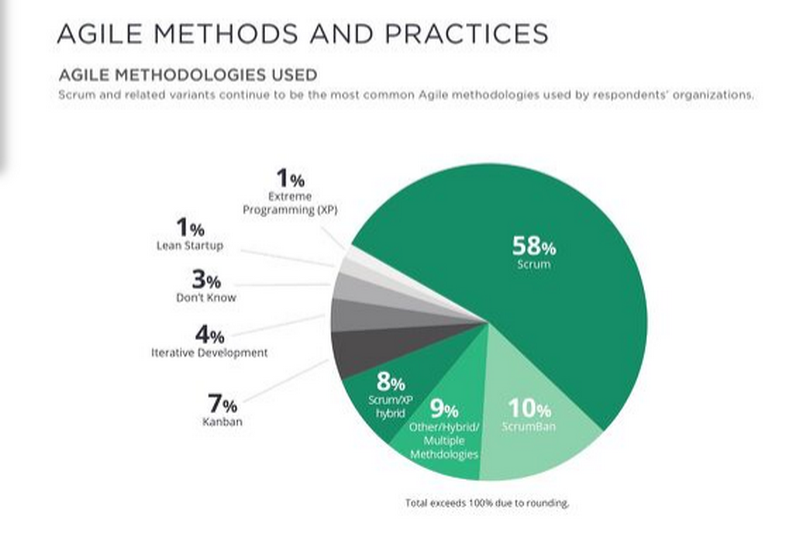 AGILE METHODS AND PRACTICES
AGILE METHODOLOGIES USED
Scrum and related variants continue to be the most common Agile methodologies used by respondents' organizations.
1%
Extreme
Programming (XP)
1%
Lean Startup
3%
Don't Know
4%
Iterative Development
7%
Kanban
58%
Scrum
8%
Scrum/XP
hybrid
9%
Other/Hybrid/
Multiple
Methdologies
10%
ScrumBan
Total exceeds 100% due to rounding.